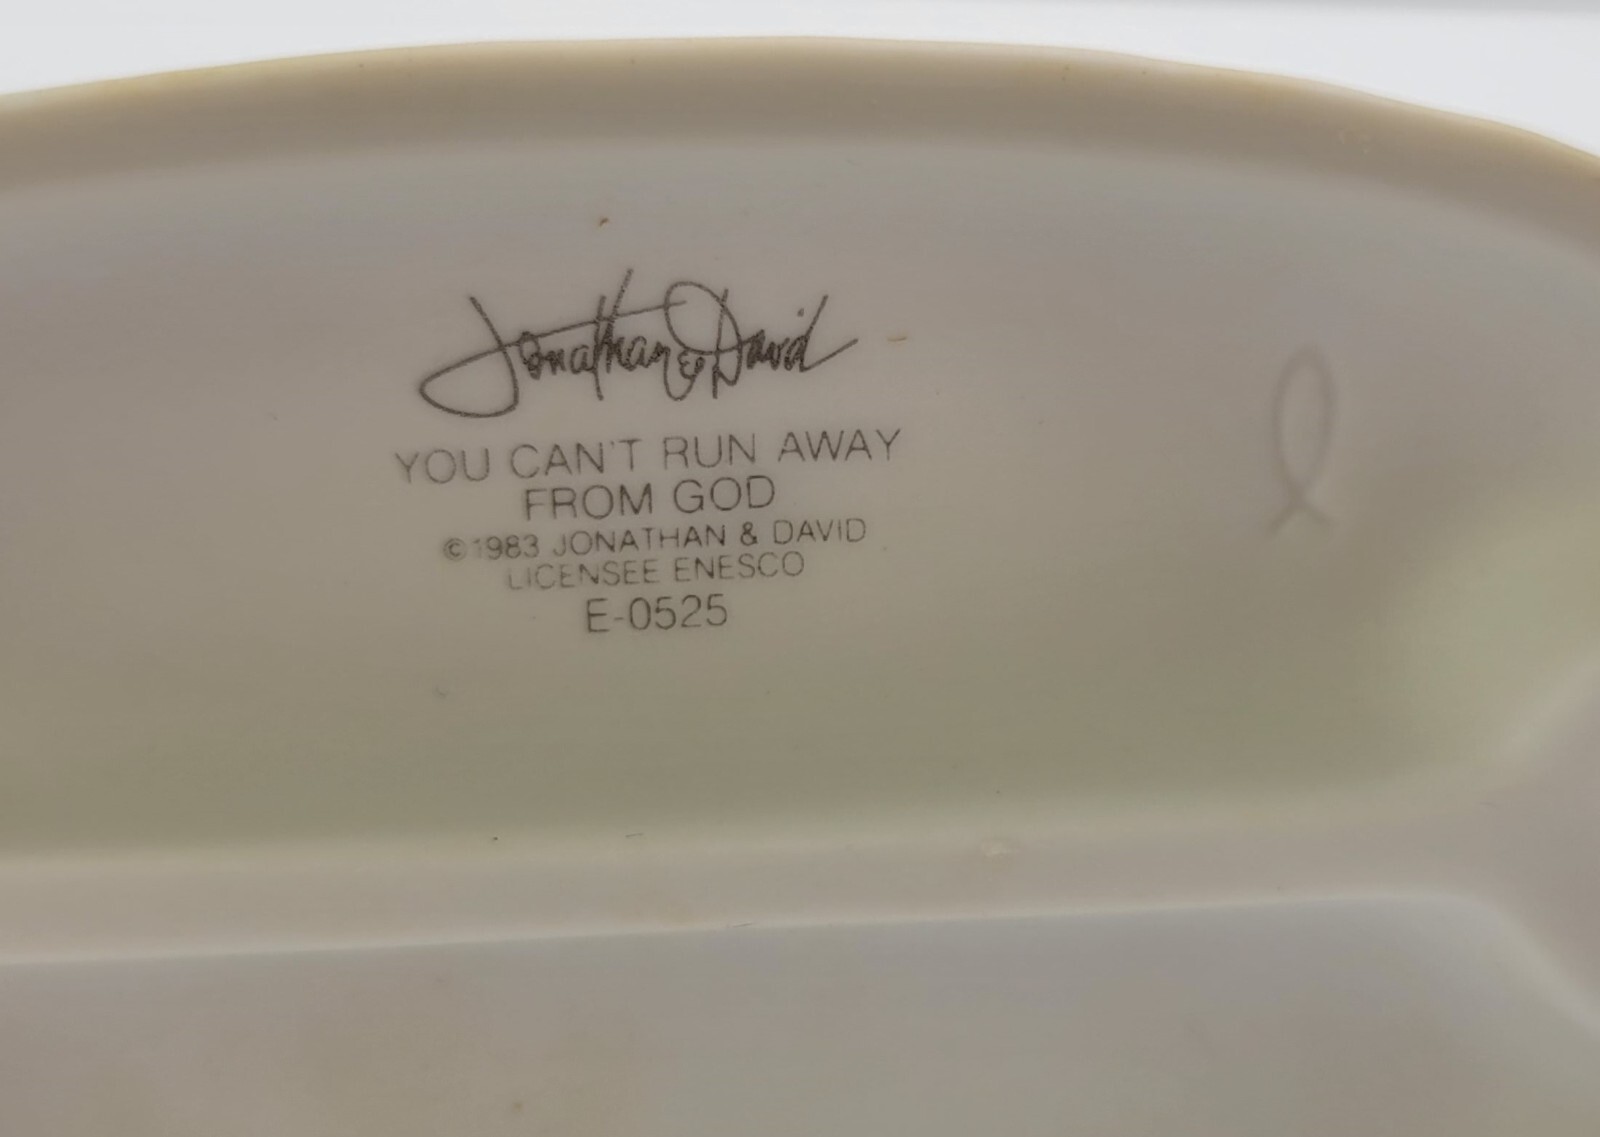 Jonathan & David
YOU CAN'T RUN AWAY
FROM GOD
©1983 JONATHAN & DAVID
LICENSEE ENESCO
E-0525